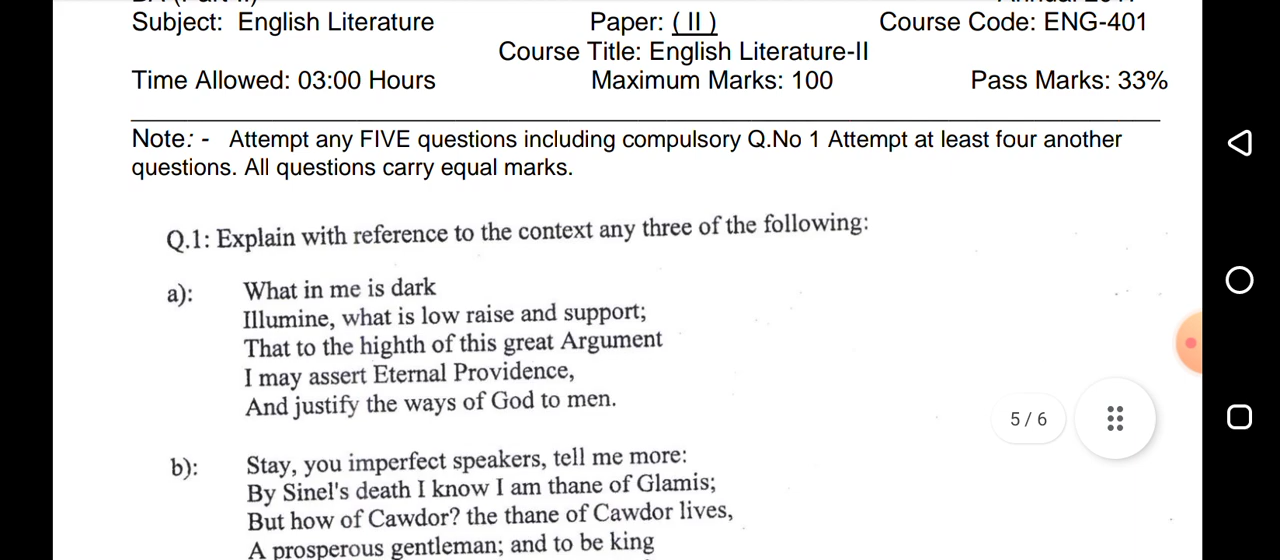 Subject: English Literature Paper: ( II ) Course Code: ENG-401
Course Title: English Literature-II
Time Allowed: 03:00 Hours Maximum Marks: 100 Pass Marks: 33%
Note: - Attempt any FIVE questions including compulsory Q.No 1 Attempt at least four another
questions. All questions carry equal marks.
Q.1: Explain with reference to the context any three of the following:
a): What in me is dark
Illumine, what is low raise and support;
That to the highth of this great Argument
I may assert Eternal Providence,
And justify the ways of God to men.
5 / 6
b): Stay, you imperfect speakers, tell me more:
By Sinel's death I know I am thane of Glamis;
But how of Cawdor? the thane of Cawdor lives,
A prosperous gentleman; and to be king